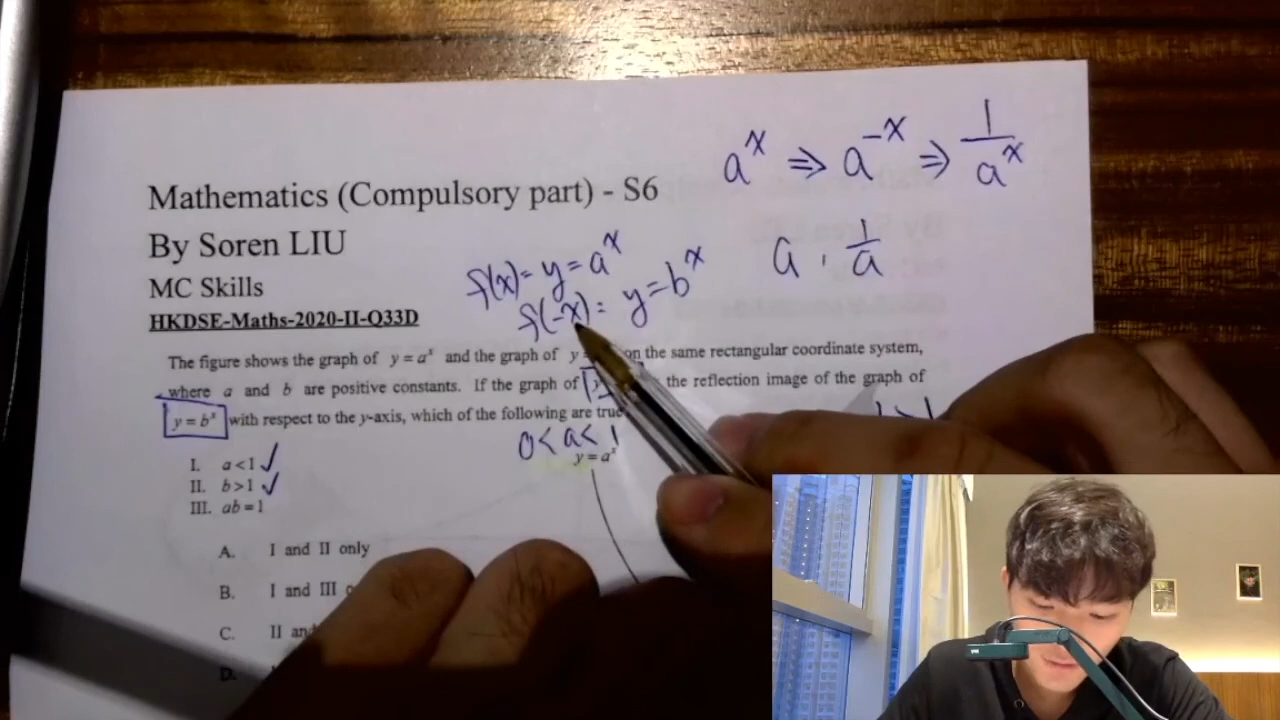 a^x ⇒ a^{-x} ⇒ 1/a^x
Mathematics (Compulsory part) - S6
By Soren LIU
a , 1/a
f(x)= y=a^x
MC Skills
f(-x)= y=b^x
HKDSE-Maths-2020-II-Q33D
The figure shows the graph of y = a^x and the graph of y on the same rectangular coordinate system,
where a and b are positive constants. If the graph of the reflection image of the graph of
y = b^x with respect to the y-axis, which of the following are true
0<a<1
y = a^x
I. a < 1 ✓
II. b > 1 ✓
III. ab = 1
A. I and II only
B. I and III
C. II and
D.